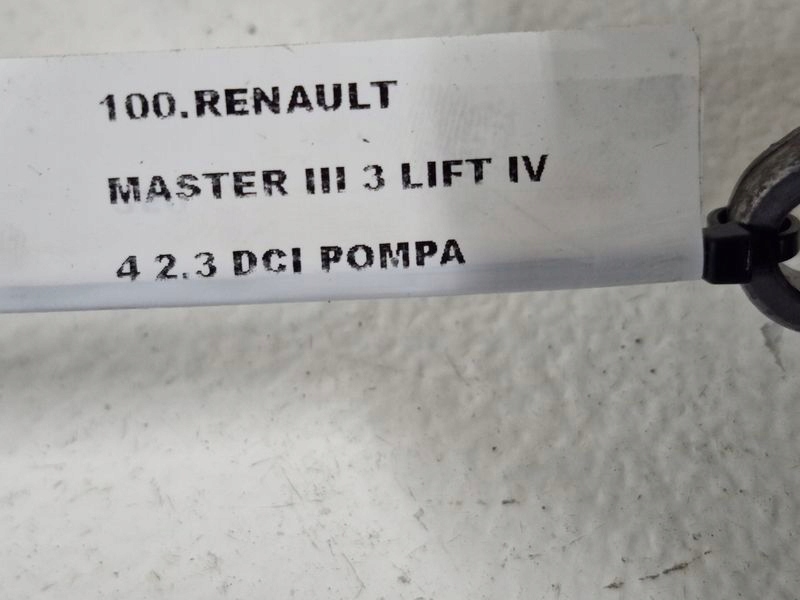 100.RENAULT
MASTER III 3 LIFT IV
4 2.3 DCI POMPA